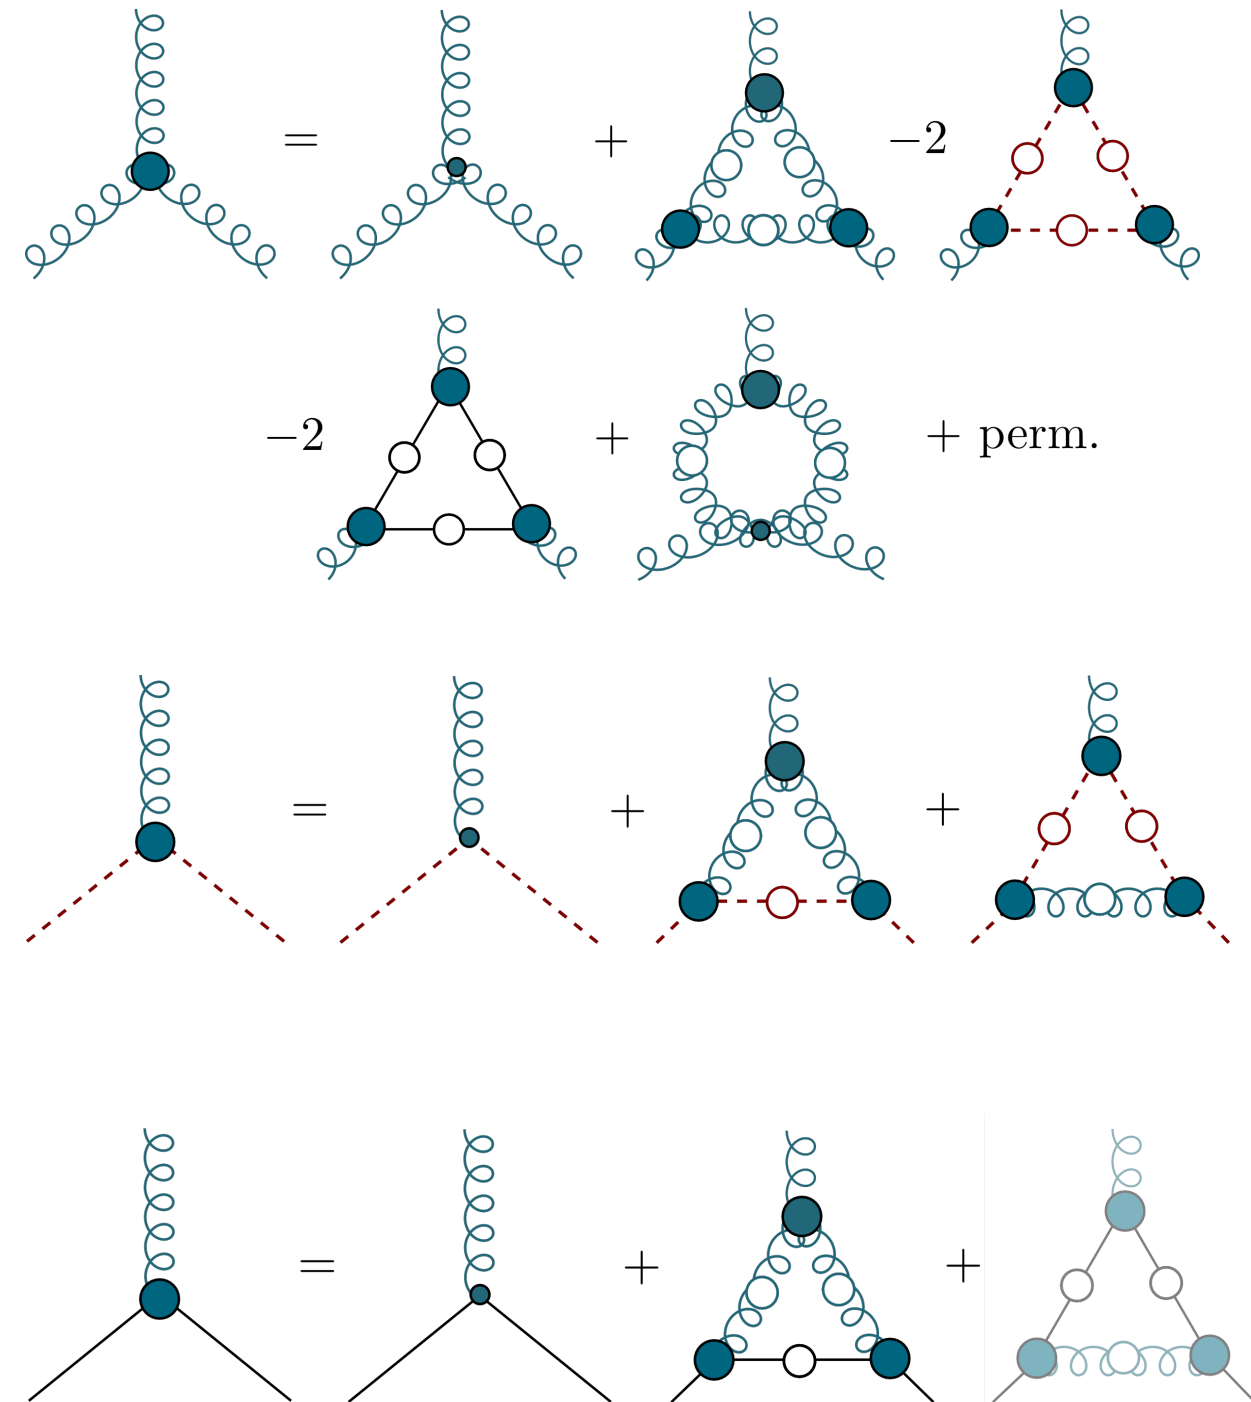 = + −2
−2 + + perm.
= + +
= + +